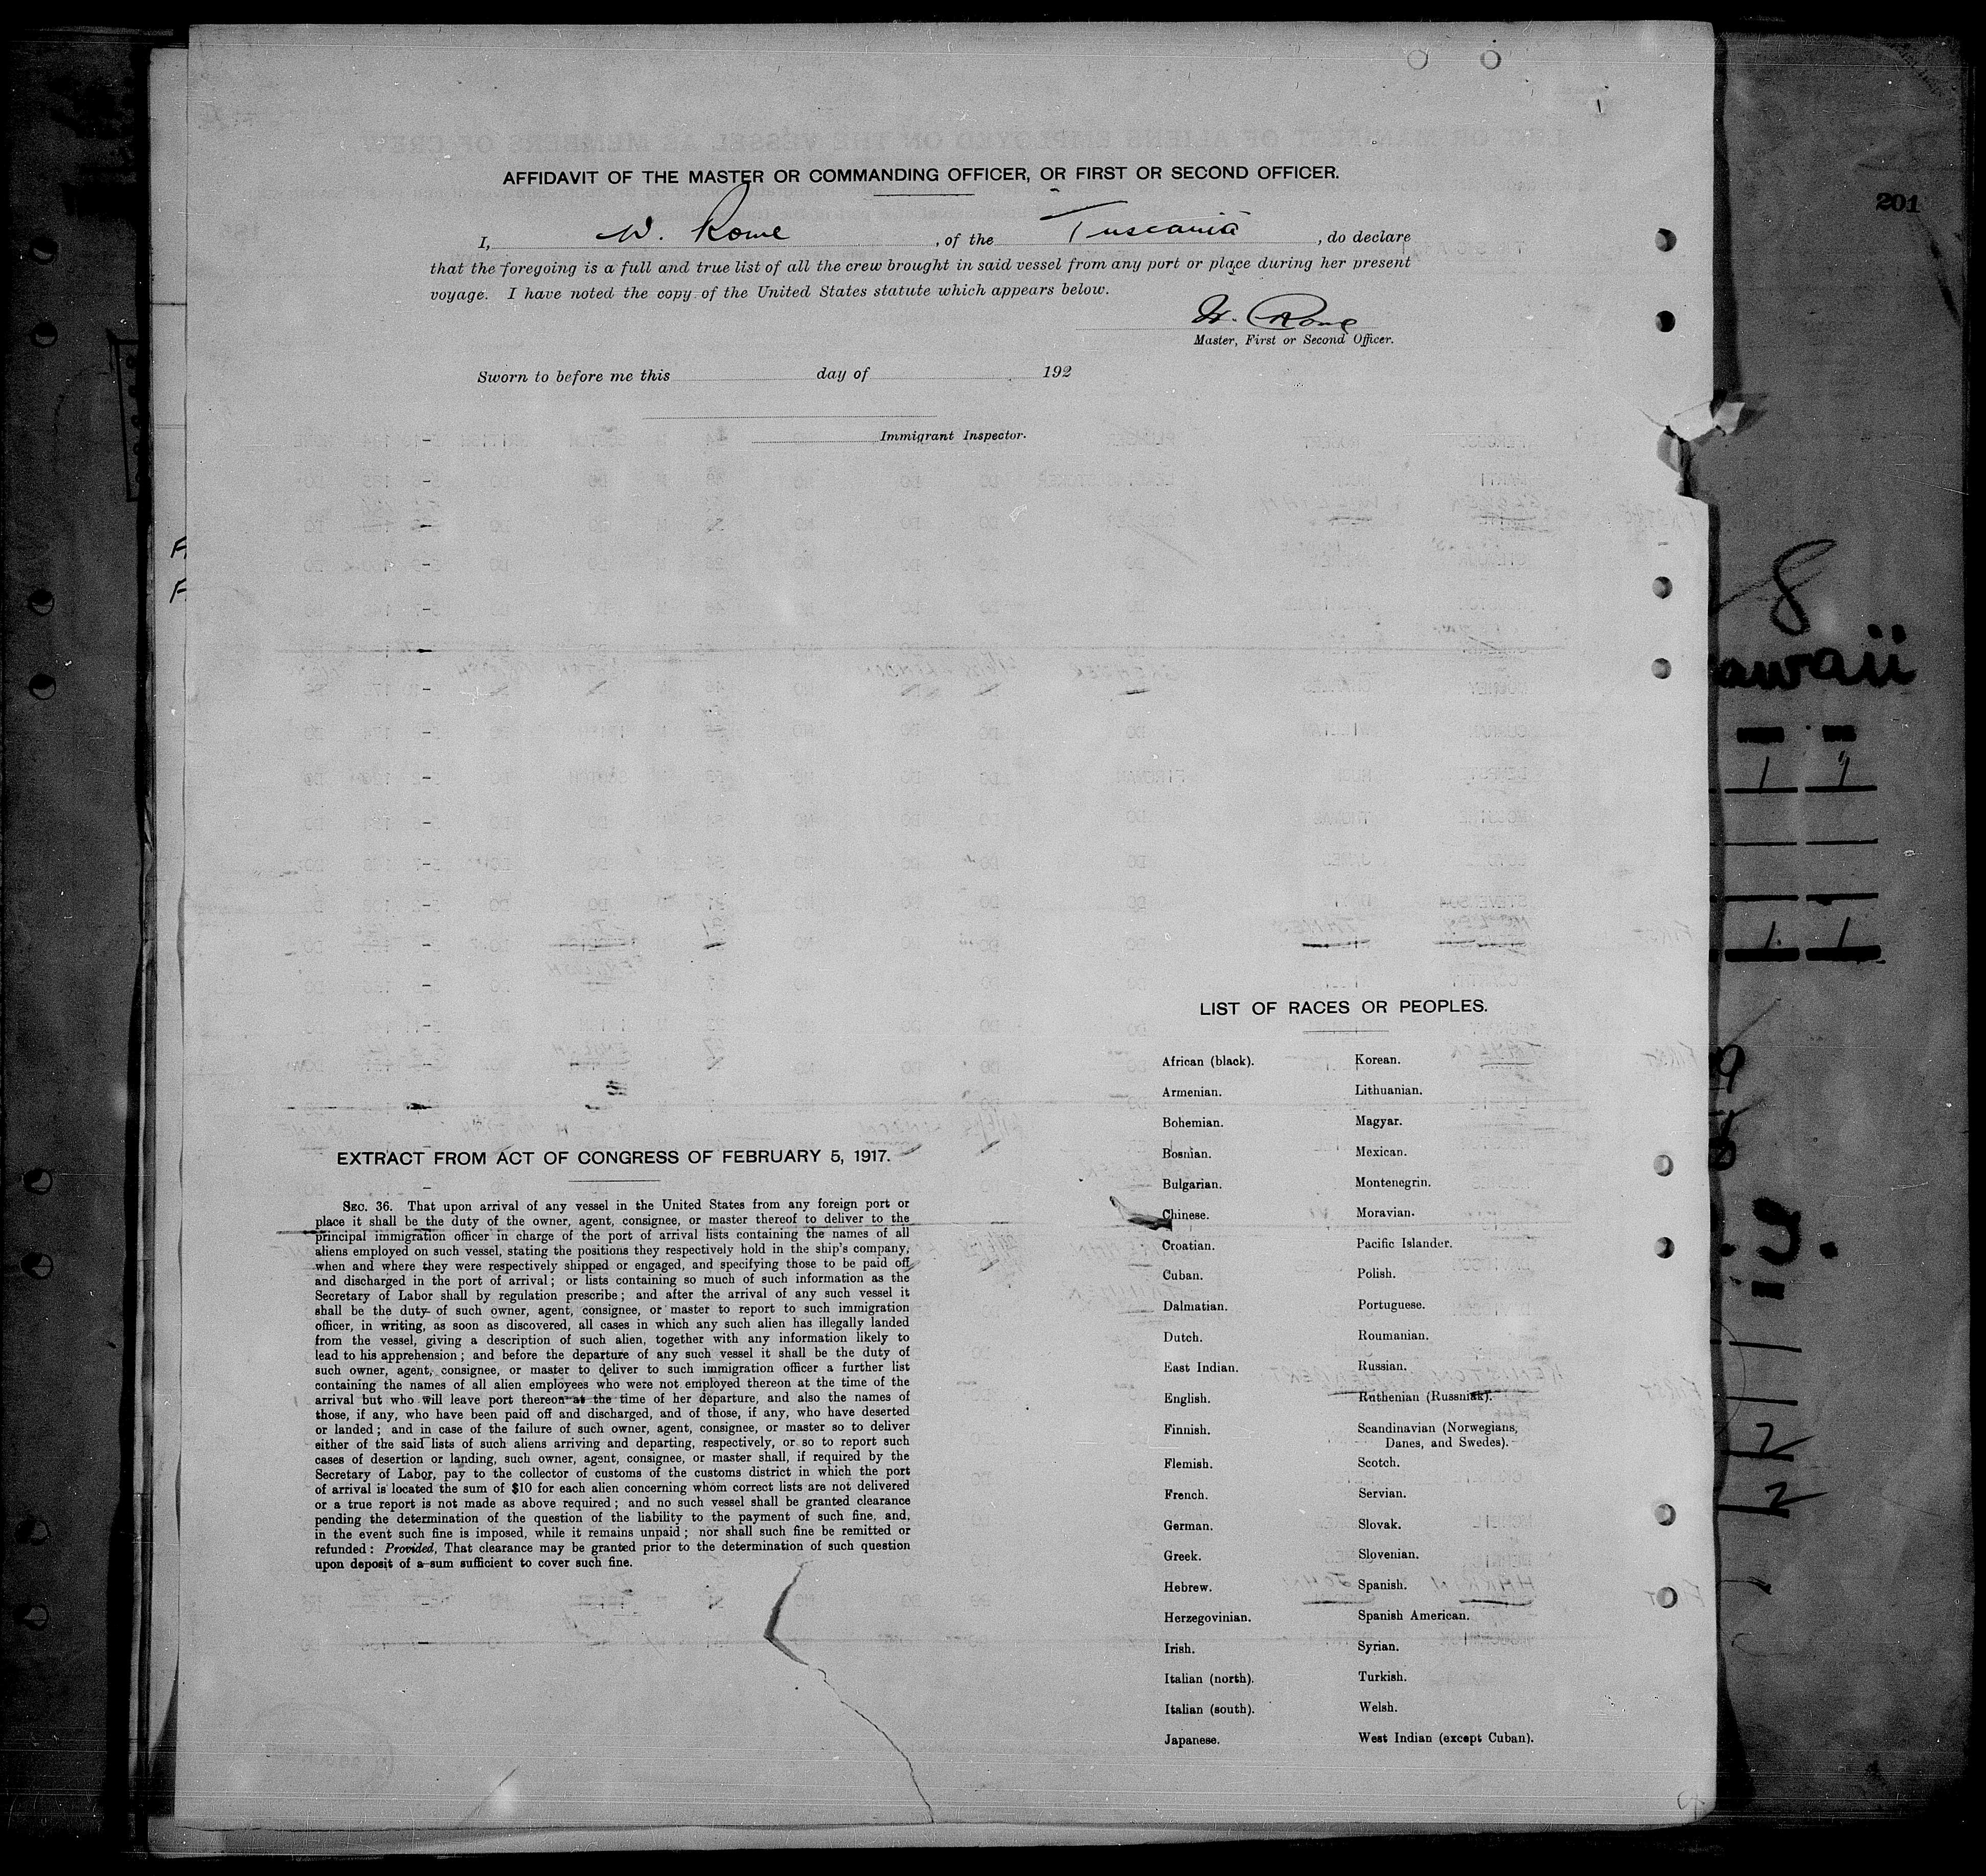 201
AFFIDAVIT OF THE MASTER OR COMMANDING OFFICER, OR FIRST OR SECOND OFFICER.
I, W. Rome, of the Tuscania, do declare
that the foregoing is a full and true list of all the crew brought in said vessel from any port or place during her present
voyage. I have noted the copy of the United States statute which appears below.
W. Rome
Master, First or Second Officer.
Sworn to before me this day of 192
Immigrant Inspector.
8
awaii
LIST OF RACES OR PEOPLES.
African (black). Korean.
Armenian. Lithuanian.
Bohemian. Magyar.
Bosnian. Mexican.
Bulgarian. Montenegrin.
Chinese. Moravian.
Croatian. Pacific Islander.
Cuban. Polish.
Dalmatian. Portuguese.
Dutch. Roumanian.
East Indian. Russian.
English. Ruthenian (Russniak).
Finnish. Scandinavian (Norwegians,
Danes, and Swedes).
Flemish. Scotch.
French. Servian.
German. Slovak.
Greek. Slovenian.
Hebrew. Spanish.
Herzegovinian. Spanish American.
Irish. Syrian.
Italian (north). Turkish.
Italian (south). Welsh.
Japanese. West Indian (except Cuban).
EXTRACT FROM ACT OF CONGRESS OF FEBRUARY 5, 1917.
SEC. 36. That upon arrival of any vessel in the United States from any foreign port or
place it shall be the duty of the owner, agent, consignee, or master thereof to deliver to the
principal immigration officer in charge of the port of arrival lists containing the names of all
aliens employed on such vessel, stating the positions they respectively hold in the ship's company,
when and where they were respectively shipped or engaged, and specifying those to be paid off
and discharged in the port of arrival; or lists containing so much of such information as the
Secretary of Labor shall by regulation prescribe; and after the arrival of any such vessel it
shall be the duty of such owner, agent, consignee, or master to report to such immigration
officer, in writing, as soon as discovered, all cases in which any such alien has illegally landed
from the vessel, giving a description of such alien, together with any information likely to
lead to his apprehension; and before the departure of any such vessel it shall be the duty of
such owner, agent, consignee, or master to deliver to such immigration officer a further list
containing the names of all alien employees who were not employed thereon at the time of the
arrival but who will leave port thereon at the time of her departure, and also the names of
those, if any, who have been paid off and discharged, and of those, if any, who have deserted
or landed; and in case of the failure of such owner, agent, consignee, or master so to deliver
either of the said lists of such aliens arriving and departing, respectively, or so to report such
cases of desertion or landing, such owner, agent, consignee, or master shall, if required by the
Secretary of Labor, pay to the collector of customs of the customs district in which the port
of arrival is located the sum of $10 for each alien concerning whom correct lists are not delivered
or a true report is not made as above required; and no such vessel shall be granted clearance
pending the determination of the question of the liability to the payment of such fine, and,
in the event such fine is imposed, while it remains unpaid; nor shall such fine be remitted or
refunded: Provided, That clearance may be granted prior to the determination of such question
upon deposit of a sum sufficient to cover such fine.